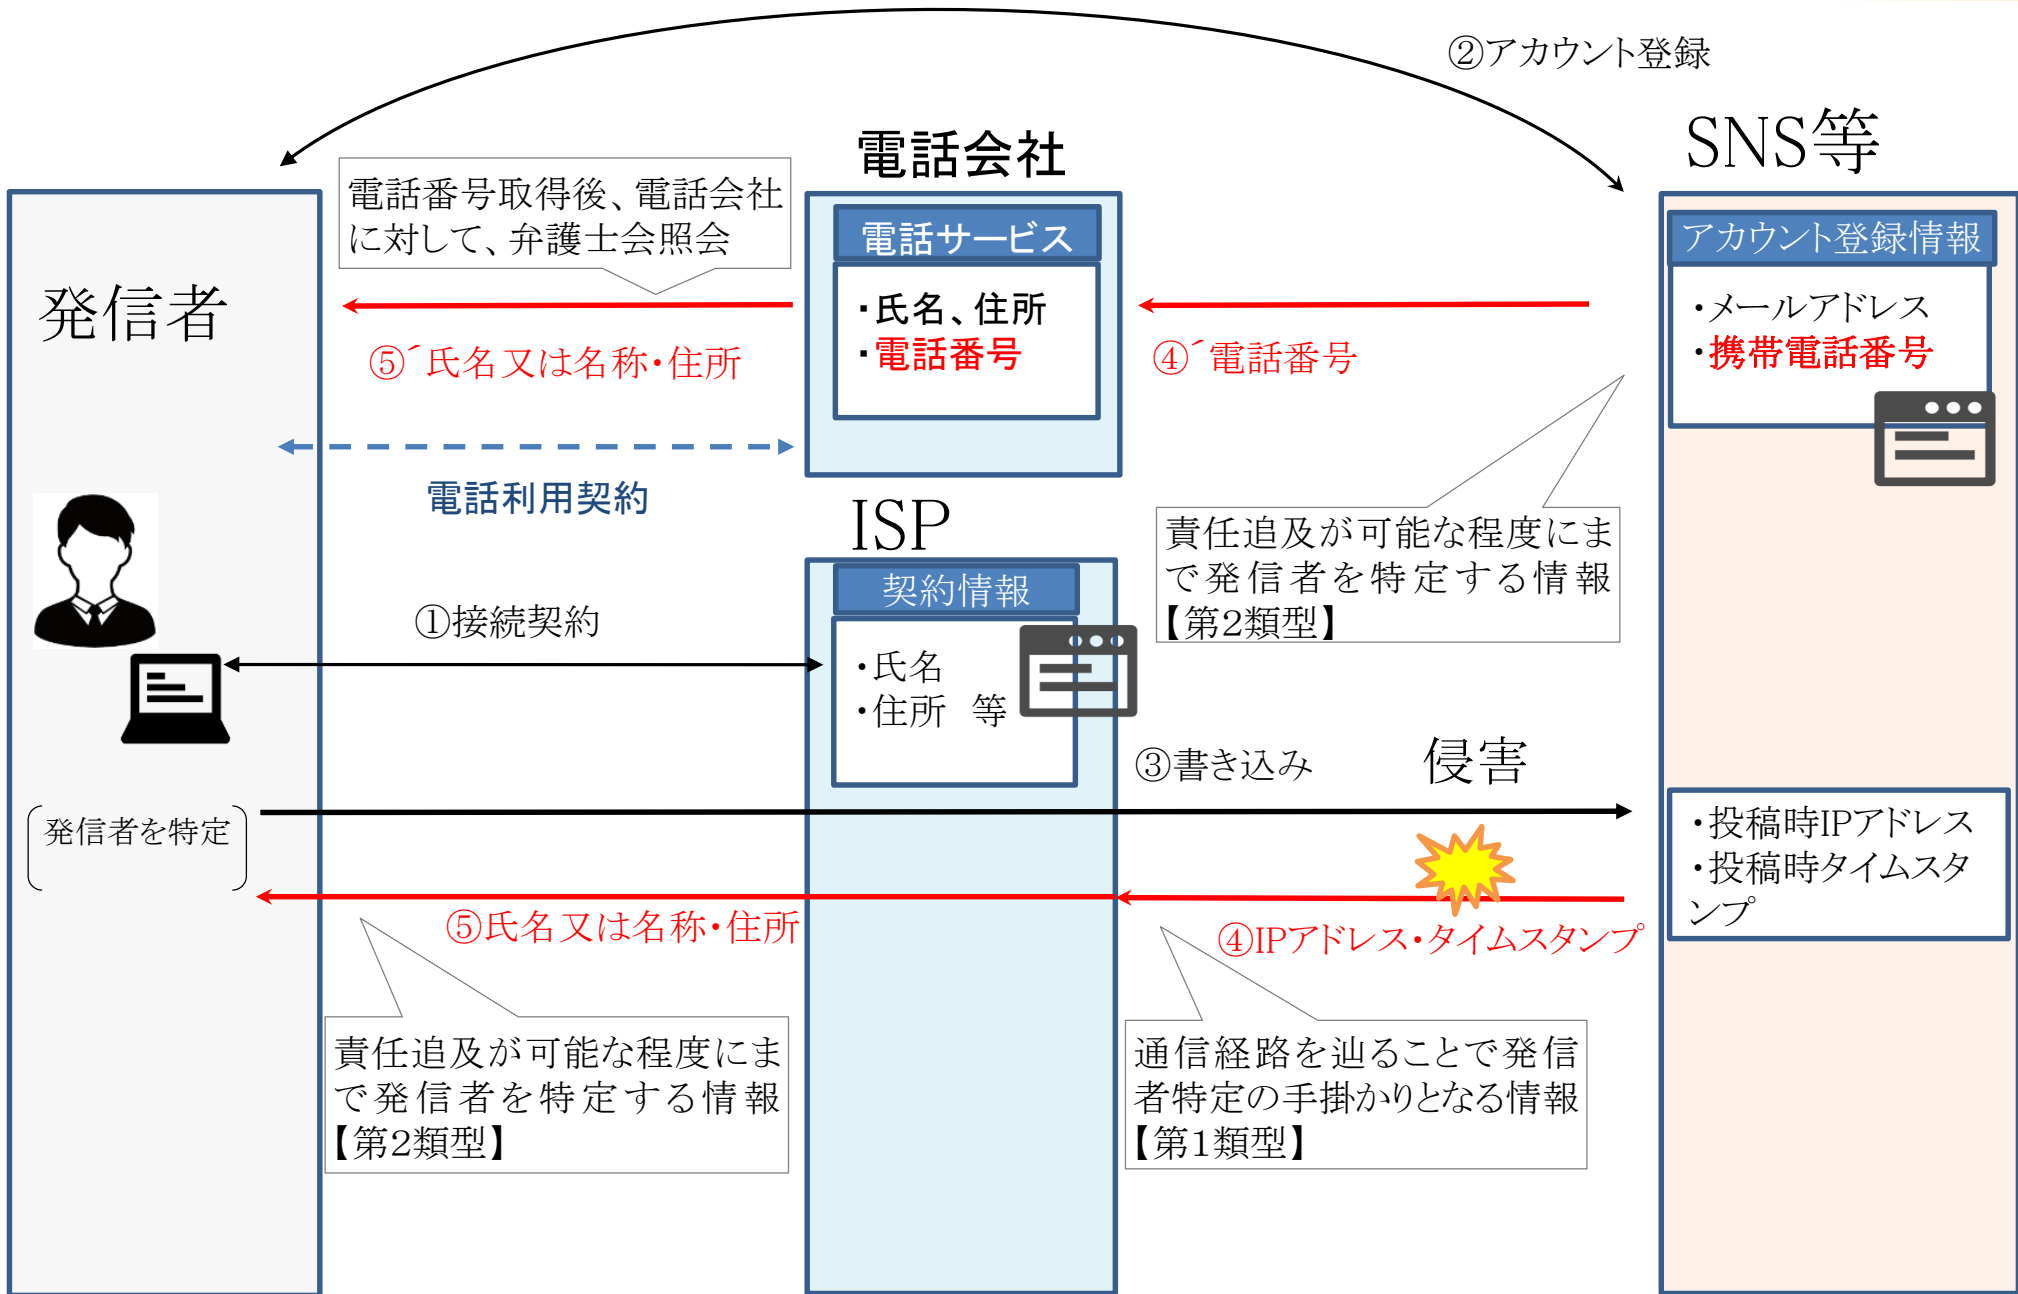 ②アカウント登録
SNS等
電話会社
電話番号取得後、電話会社
に対して、弁護士会照会
電話サービス
アカウント登録情報
発信者
・氏名、住所
・電話番号
・メールアドレス
・携帯電話番号
⑤´氏名又は名称・住所
④´電話番号
電話利用契約
ISP
責任追及が可能な程度にま
で発信者を特定する情報
【第2類型】
契約情報
①接続契約
・氏名
・住所　等
③書き込み
侵害
発信者を特定
・投稿時IPアドレス
・投稿時タイムスタ
ンプ
⑤氏名又は名称・住所
④IPアドレス・タイムスタンプ
責任追及が可能な程度にま
で発信者を特定する情報
【第2類型】
通信経路を辿ることで発信
者特定の手掛かりとなる情報
【第1類型】